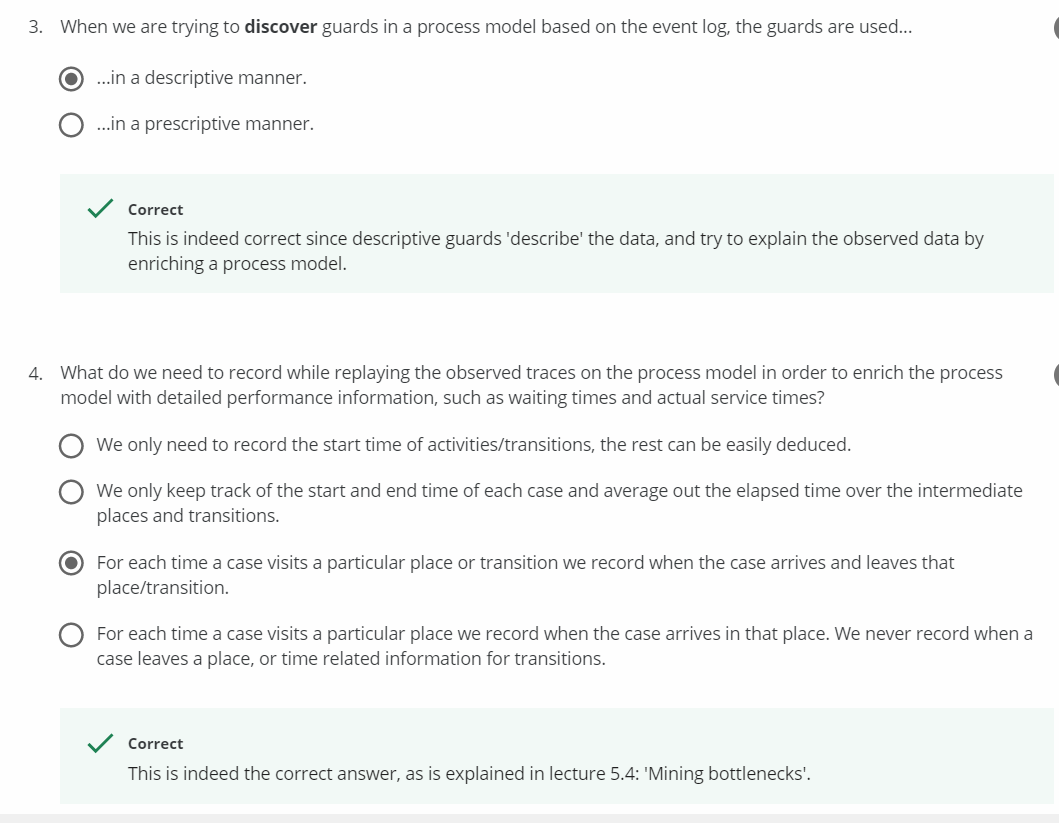 3. When we are trying to discover guards in a process model based on the event log, the guards are used...
...in a descriptive manner.
...in a prescriptive manner.
Correct
This is indeed correct since descriptive guards 'describe' the data, and try to explain the observed data by
enriching a process model.
4. What do we need to record while replaying the observed traces on the process model in order to enrich the process
model with detailed performance information, such as waiting times and actual service times?
We only need to record the start time of activities/transitions, the rest can be easily deduced.
We only keep track of the start and end time of each case and average out the elapsed time over the intermediate
places and transitions.
For each time a case visits a particular place or transition we record when the case arrives and leaves that
place/transition.
For each time a case visits a particular place we record when the case arrives in that place. We never record when a
case leaves a place, or time related information for transitions.
Correct
This is indeed the correct answer, as is explained in lecture 5.4: 'Mining bottlenecks'.